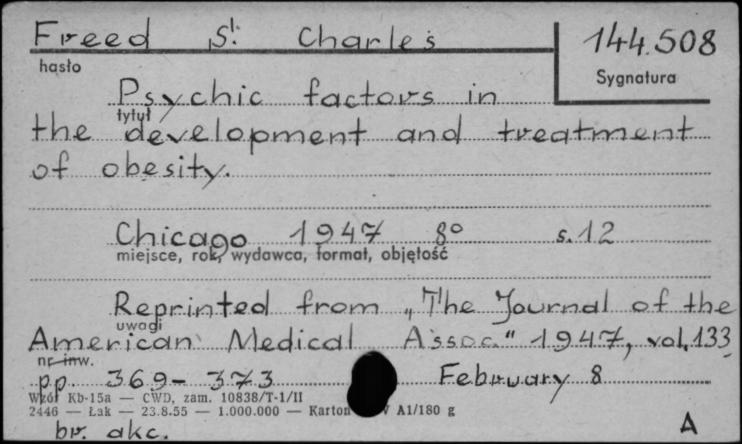 Freed St. Charles
144.508
hasło
Sygnatura
Psychic factors in
tytuł
the development and treatment
of obesity.
Chicago 1947 8° s. 12
miejsce, rok, wydawca, format, objętość
Reprinted from „The Journal of the
uwagi
American Medical Assoc." 1947, vol. 133
nr inw.
pp. 369-373 February 8
Wzór Kb-15a — CWD, zam. 10838/T-1/II
2446 — Łak — 23.8.55 — 1.000.000 — Karton V A1/180 g
br. akc.
A